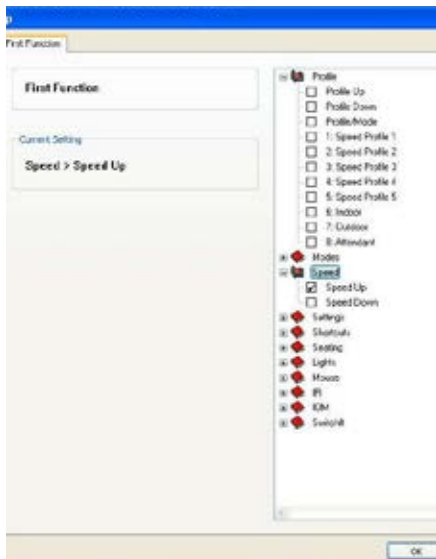 p
First Function
First Function
Current Setting
Speed > Speed Up
Profile
Profile Up
Profile Down
Profile/Mode
1: Speed Profile 1
2: Speed Profile 2
3: Speed Profile 3
4: Speed Profile 4
5: Speed Profile 5
6: Indoor
7: Outdoor
8: Attendant
Modes
Speed
Speed Up
Speed Down
Settings
Shortcuts
Seating
Lights
Mouse
IR
IOM
OK